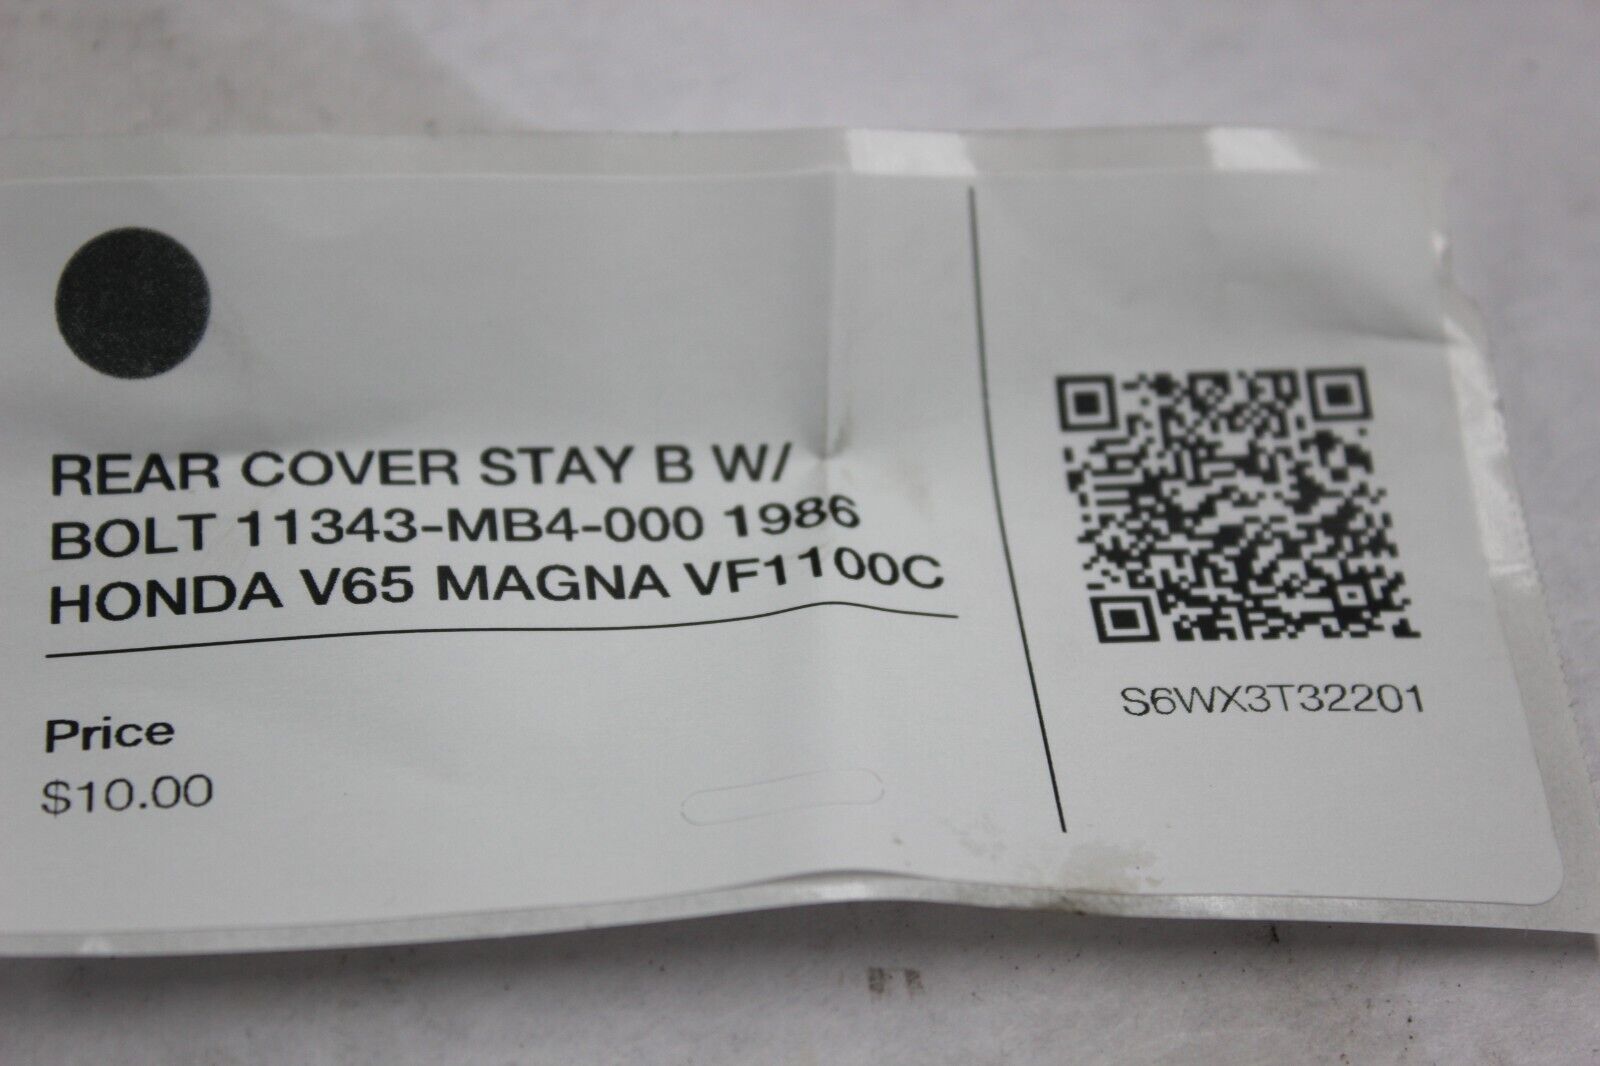 REAR COVER STAY B W/
BOLT 11343-MB4-000 1986
HONDA V65 MAGNA VF1100C
Price
$10.00
S6WX3T32201